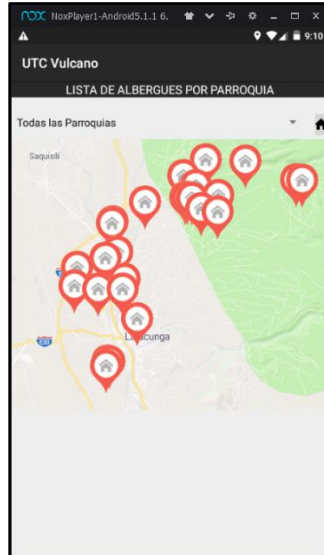 nox NoxPlayer1-Android5.1.1 6.
9:10
UTC Vulcano
LISTA DE ALBERGUES POR PARROQUIA
Todas las Parroquias
Saquisilí
Latacunga